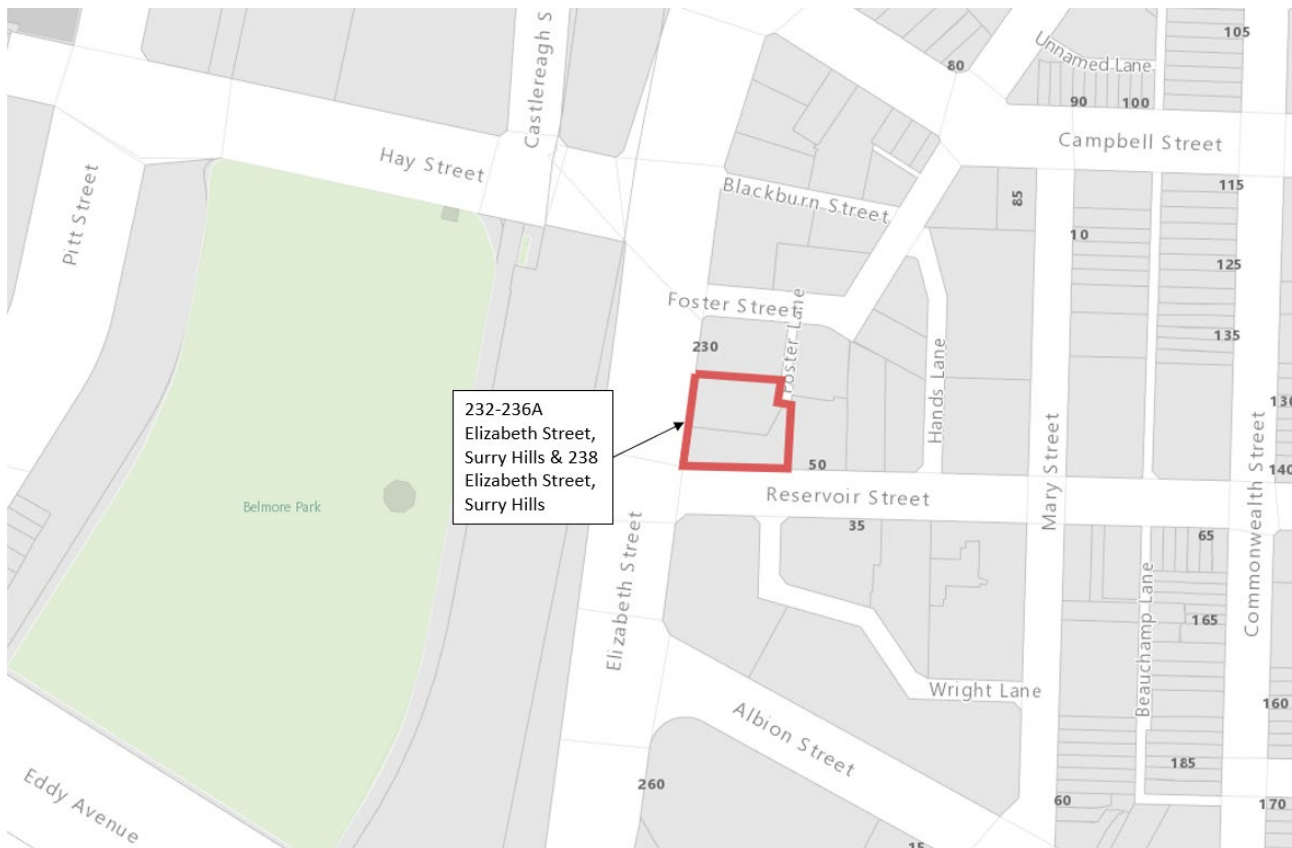 Castlereagh S
105
Unnamed Lane
80
90
100
Campbell Street
Hay Street
Pitt Street
85
115
Blackburn Street
10
125
Foster Street
Foster Lane
135
230
Hands Lane
232-236A
Elizabeth Street,
Surry Hills & 238
Elizabeth Street,
Surry Hills
130
50
140
Reservoir Street
Mary Street
Commonwealth Street
Belmore Park
35
65
Elizabeth Street
Beauchamp Lane
165
Wright Lane
160
Albion Street
185
Eddy Avenue
260
60
170
15